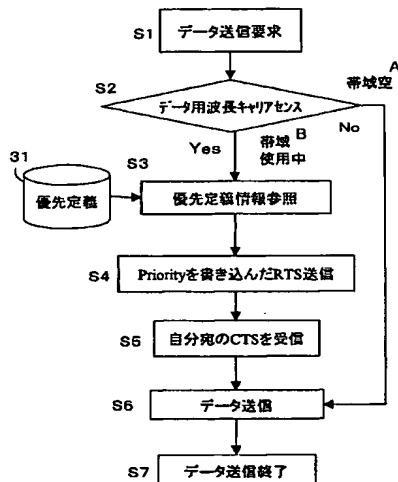 S1 データ送信要求
A
S2 帯域空
データ用波長キャリアセンス
No
Yes 帯域 B
使用中
31 S3
優先定義
優先定義情報参照
S4 Priorityを書き込んだRTS送信
S5 自分宛のCTSを受信
S6 データ送信
S7 データ送信終了